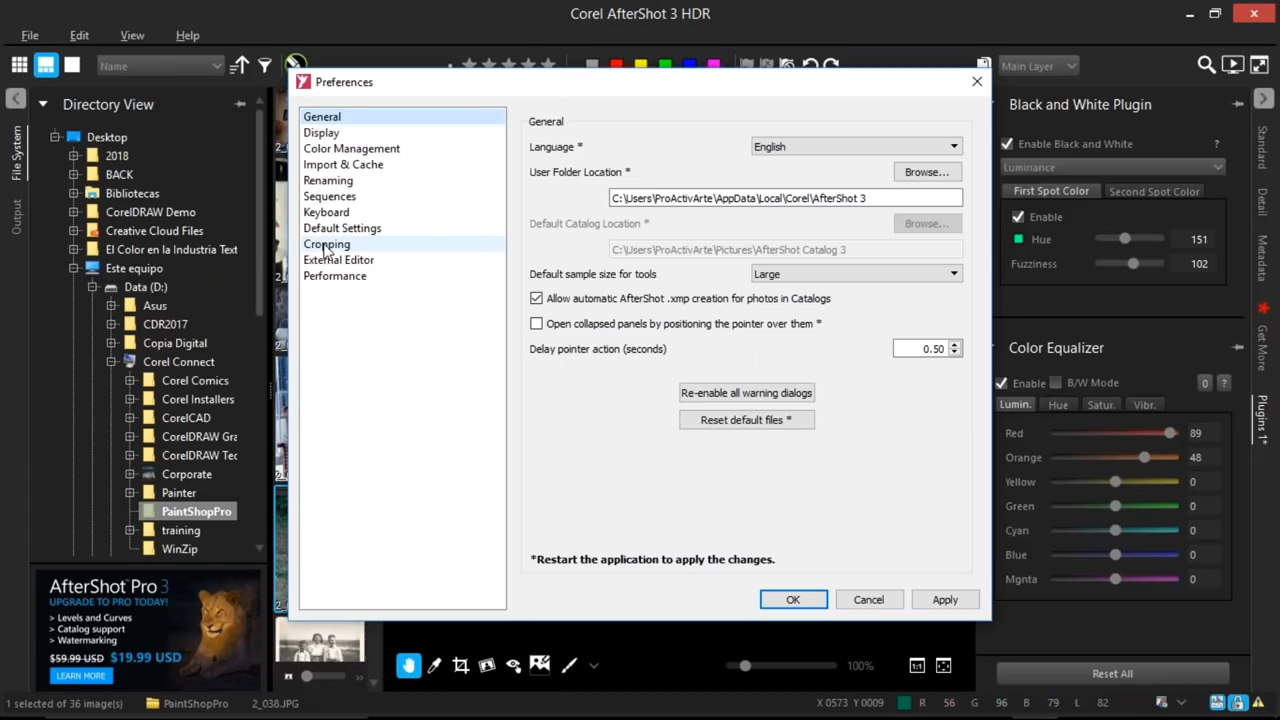 Corel AfterShot 3 HDR
File Edit View Help
Name
Main Layer
Directory View
File System
Output
Desktop
2018
BACK
Bibliotecas
CorelDRAW Demo
Creative Cloud Files
El Color en la Industria Text
Este equipo
Data (D:)
Asus
CDR2017
Copia Digital
Corel Connect
Corel Comics
Corel Installers
CorelCAD
CorelDRAW Gra
CorelDRAW Tec
Corporate
Painter
PaintShopPro
training
WinZip
AfterShot Pro 3
UPGRADE TO PRO TODAY!
› Levels and Curves
› Catalog support
› Watermarking
$59.99 USD $19.99 USD
LEARN MORE
Preferences
General
Display
Color Management
Import & Cache
Renaming
Sequences
Keyboard
Default Settings
Cropping
External Editor
Performance
General
Language * English
User Folder Location * Browse...
C:\Users\ProActivArte\AppData\Local\Corel\AfterShot 3
Default Catalog Location * Browse...
C:\Users\ProActivArte\Pictures\AfterShot Catalog 3
Default sample size for tools Large
Allow automatic AfterShot .xmp creation for photos in Catalogs
Open collapsed panels by positioning the pointer over them *
Delay pointer action (seconds) 0.50
Re-enable all warning dialogs
Reset default files *
*Restart the application to apply the changes.
OK Cancel Apply
1:1
100%
Black and White Plugin
Enable Black and White ?
Luminance
First Spot Color Second Spot Color
Enable
Hue 151
Fuzziness 102
Color Equalizer
Enable B/W Mode 0 ?
Lumin. Hue Satur. Vibr.
Red 89
Orange 48
Yellow 0
Green 0
Cyan 0
Blue 0
Mgnta 0
Reset All
Standard
Detail
Get More
Plugins 1*
1 selected of 36 image(s) PaintShopPro 2_038.JPG X 0573 Y 0009 R 56 G 96 B 79 L 82